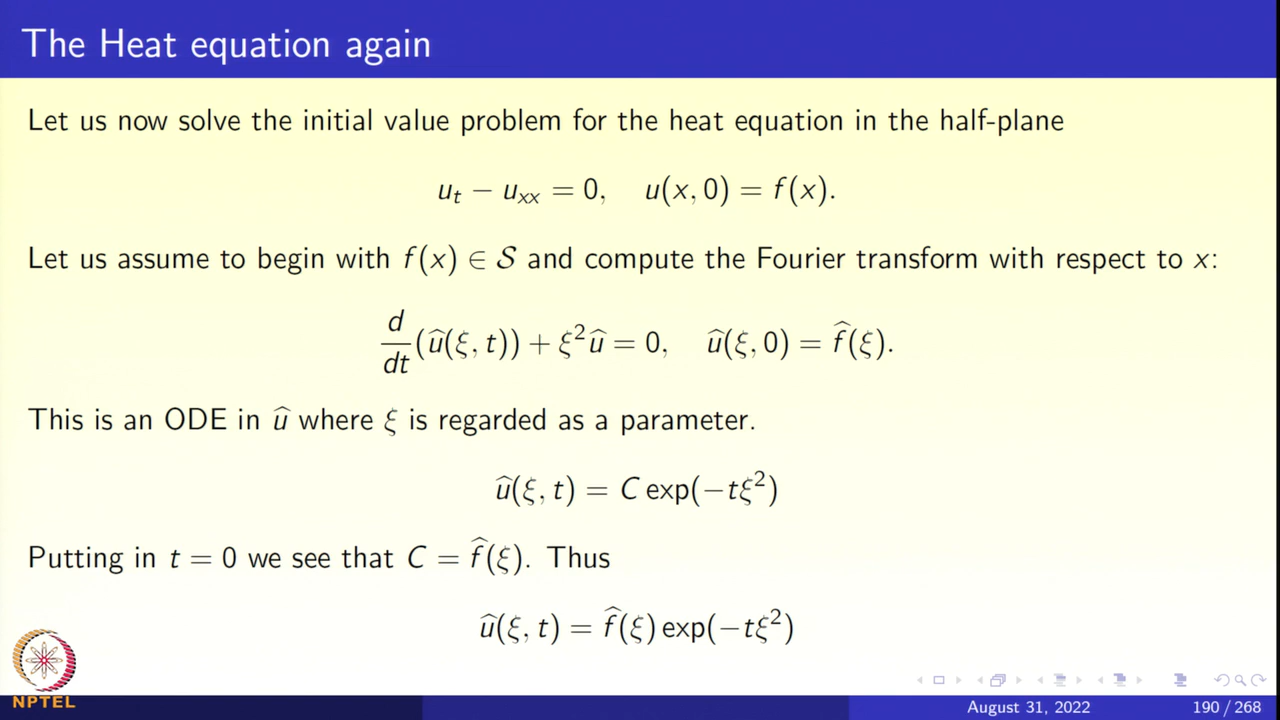 The Heat equation again
Let us now solve the initial value problem for the heat equation in the half-plane
u_t − u_{xx} = 0, u(x, 0) = f(x).
Let us assume to begin with f(x) ∈ 𝒮 and compute the Fourier transform with respect to x:
\frac{d}{dt}(û(ξ, t)) + ξ²û = 0, û(ξ, 0) = f̂(ξ).
This is an ODE in û where ξ is regarded as a parameter.
û(ξ, t) = C exp(−tξ²)
Putting in t = 0 we see that C = f̂(ξ). Thus
û(ξ, t) = f̂(ξ) exp(−tξ²)
NPTEL
August 31, 2022 190 / 268